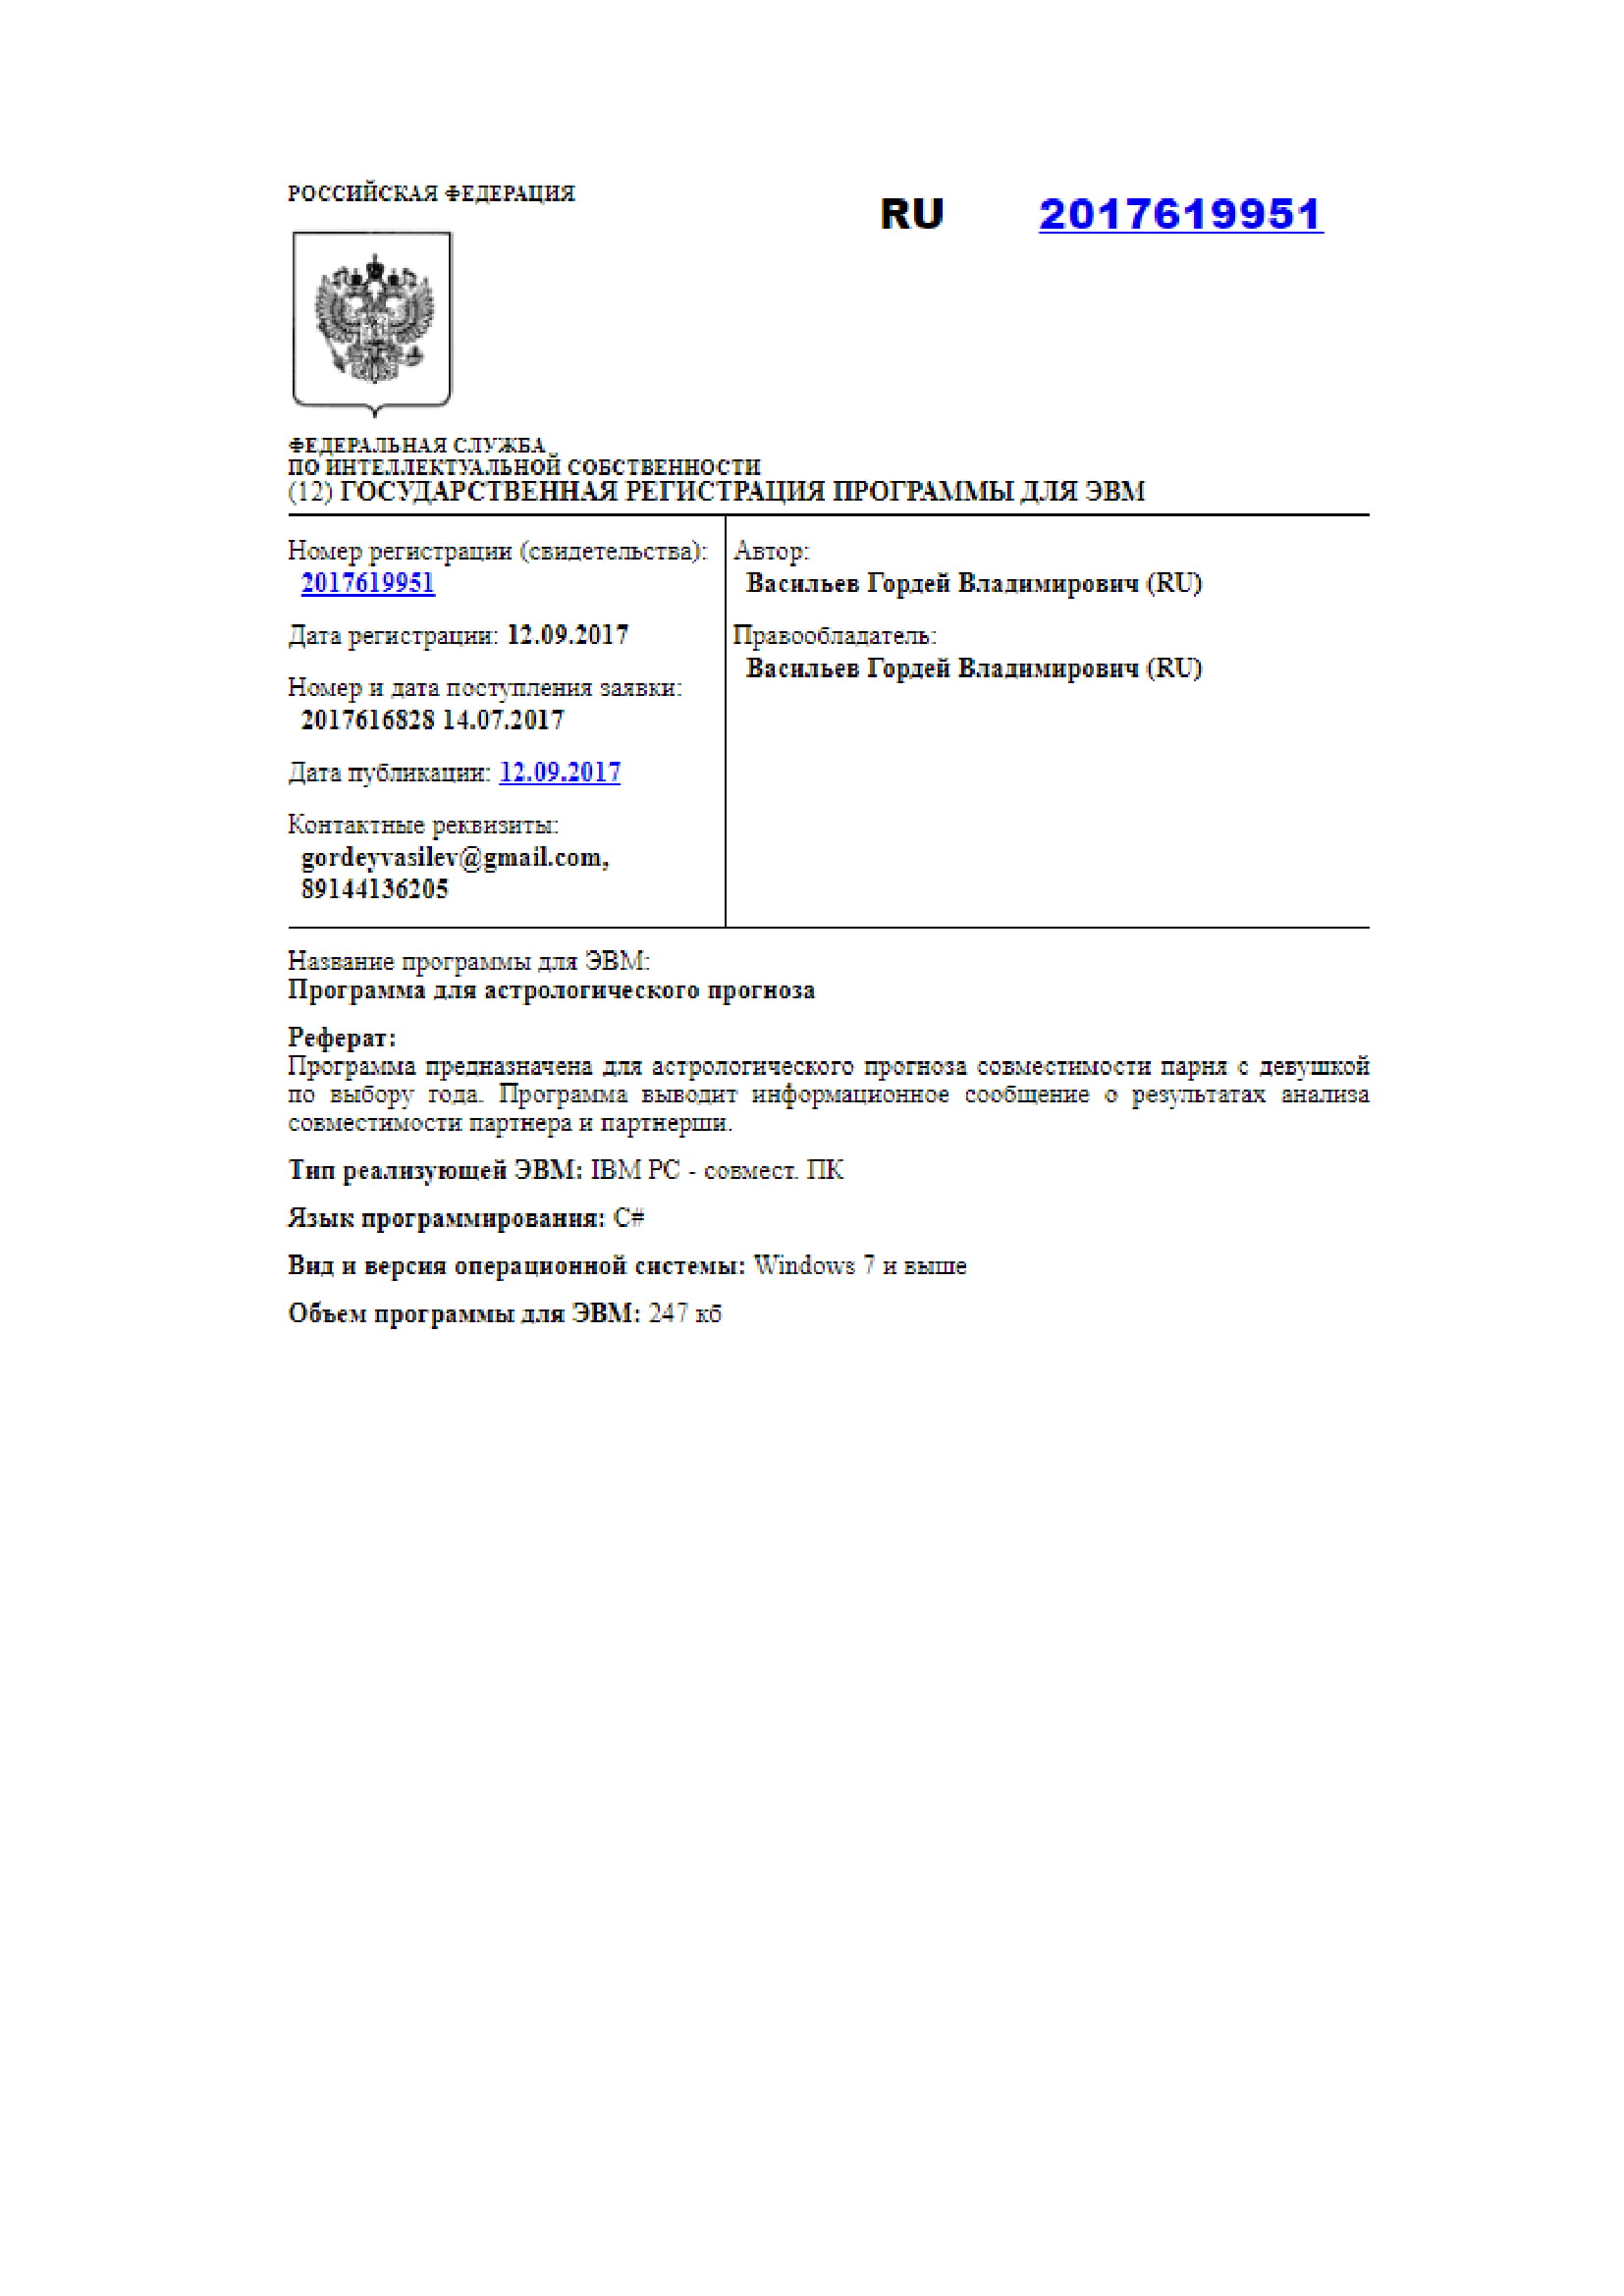 РОССИЙСКАЯ ФЕДЕРАЦИЯ
RU 2017619951
ФЕДЕРАЛЬНАЯ СЛУЖБА
ПО ИНТЕЛЛЕКТУАЛЬНОЙ СОБСТВЕННОСТИ
(12) ГОСУДАРСТВЕННАЯ РЕГИСТРАЦИЯ ПРОГРАММЫ ДЛЯ ЭВМ
Номер регистрации (свидетельства):
2017619951
Дата регистрации: 12.09.2017
Номер и дата поступления заявки:
2017616828 14.07.2017
Дата публикации: 12.09.2017
Контактные реквизиты:
gordeyvasilev@gmail.com,
89144136205
Автор:
Васильев Гордей Владимирович (RU)
Правообладатель:
Васильев Гордей Владимирович (RU)
Название программы для ЭВМ:
Программа для астрологического прогноза
Реферат:
Программа предназначена для астрологического прогноза совместимости парня с девушкой
по выбору года. Программа выводит информационное сообщение о результатах анализа
совместимости партнера и партнерши.
Тип реализующей ЭВМ: IBM PC - совмест. ПК
Язык программирования: C#
Вид и версия операционной системы: Windows 7 и выше
Объем программы для ЭВМ: 247 кб